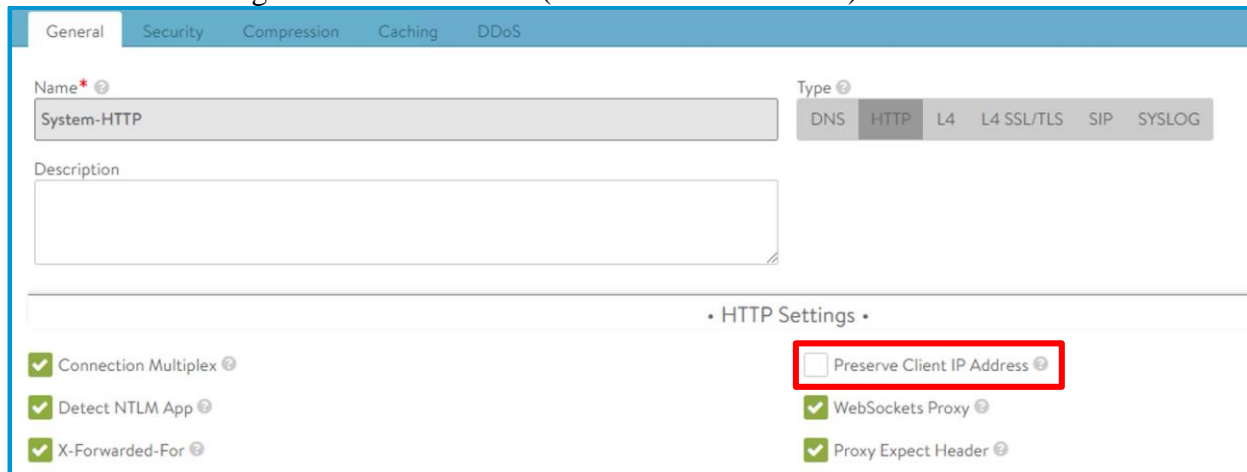 General Security Compression Caching DDoS
Name*
Type
System-HTTP
DNS HTTP L4 L4 SSL/TLS SIP SYSLOG
Description
• HTTP Settings •
Connection Multiplex
Preserve Client IP Address
Detect NTLM App
WebSockets Proxy
X-Forwarded-For
Proxy Expect Header